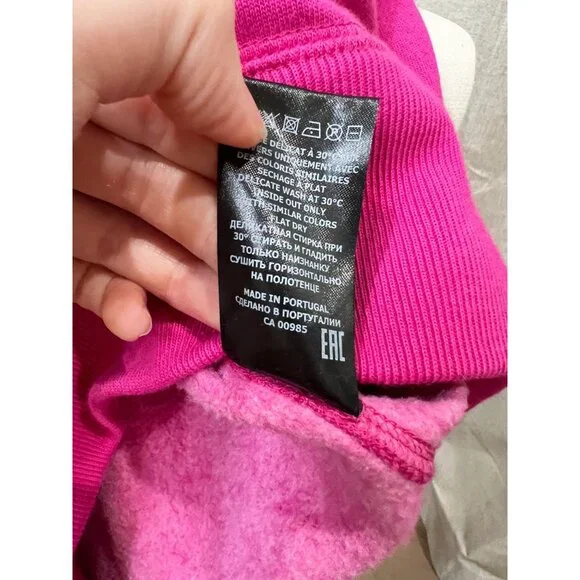 DÉLICAT À 30°
UNIQUEMENT AVEC
DES COLORIS SIMILAIRES
SECHAGE À PLAT
DELICATE WASH AT 30°C
INSIDE OUT ONLY
WITH SIMILAR COLORS
FLAT DRY
ДЕЛИКАТНАЯ СТИРКА ПРИ
30° СТИРАТЬ И ГЛАДИТЬ
ТОЛЬКО НАИЗНАНКУ
СУШИТЬ ГОРИЗОНТАЛЬНО
НА ПОЛОТЕНЦЕ
MADE IN PORTUGAL
СДЕЛАНО В ПОРТУГАЛИИ
CA 00985
EAC